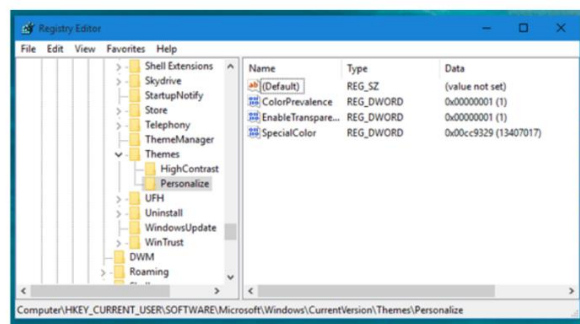 Registry Editor
File Edit View Favorites Help
Shell Extensions
Skydrive
StartupNotify
Store
Telephony
ThemeManager
Themes
HighContrast
Personalize
UFH
Uninstall
WindowsUpdate
WinTrust
DWM
Roaming
Name Type Data
(Default) REG_SZ (value not set)
ColorPrevalence REG_DWORD 0x00000001 (1)
EnableTranspare... REG_DWORD 0x00000001 (1)
SpecialColor REG_DWORD 0x00cc9329 (13407017)
Computer\HKEY_CURRENT_USER\SOFTWARE\Microsoft\Windows\CurrentVersion\Themes\Personalize